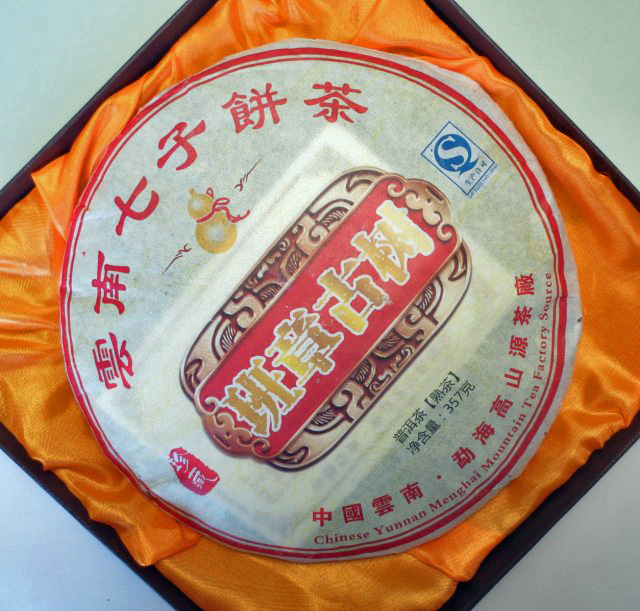 雲南七子餅茶
生产许可
班章古树
普洱茶【熟茶】
净含量：357克
中國雲南·勐海高山源茶廠
Chinese Yunnan Menghai Mountain Tea Factory Source